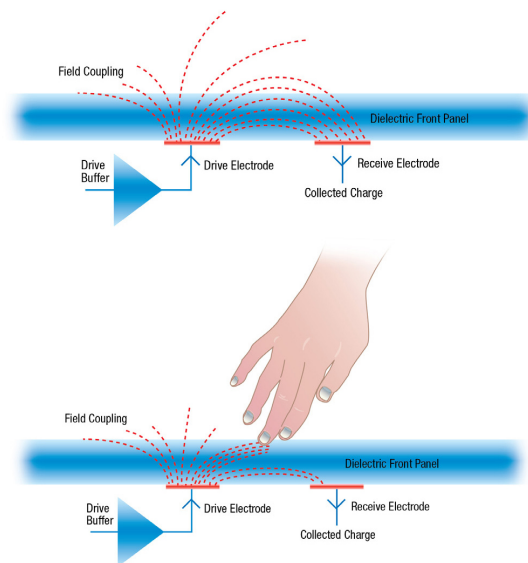 Field Coupling
Dielectric Front Panel
Drive
Buffer
Drive Electrode
Receive Electrode
Collected Charge
Field Coupling
Dielectric Front Panel
Drive
Buffer
Drive Electrode
Receive Electrode
Collected Charge